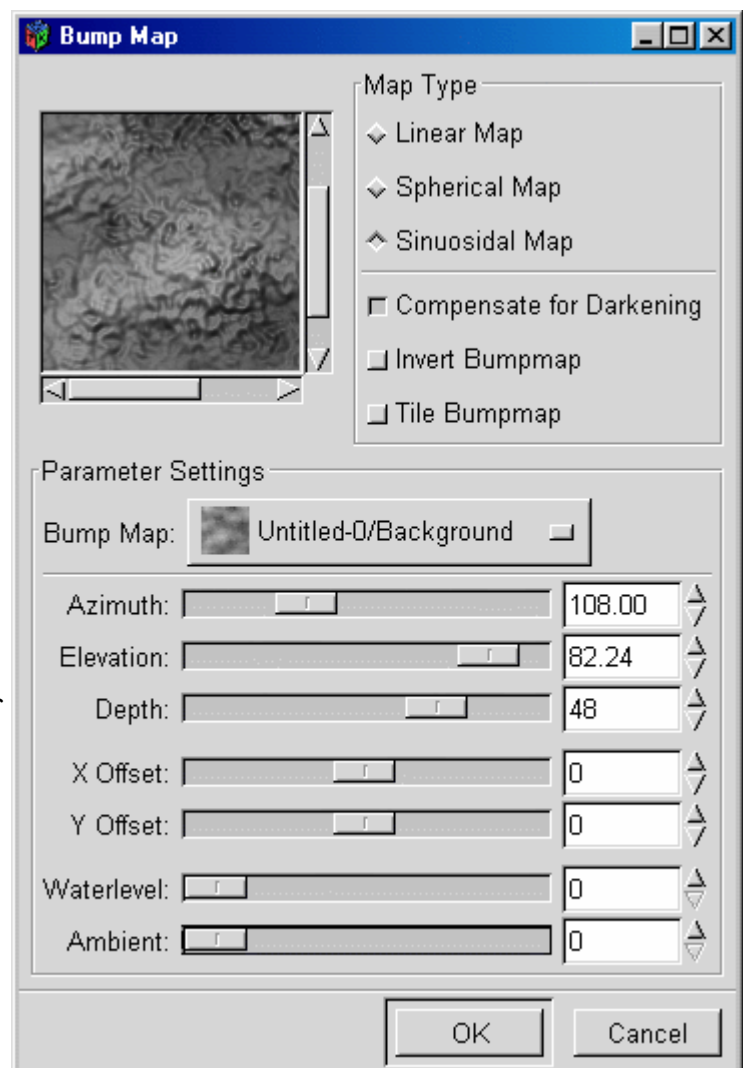 Bump Map
Map Type
Linear Map
Spherical Map
Sinuosidal Map
Compensate for Darkening
Invert Bumpmap
Tile Bumpmap
Parameter Settings
Bump Map: Untitled-0/Background
Azimuth: 108.00
Elevation: 82.24
Depth: 48
X Offset: 0
Y Offset: 0
Waterlevel: 0
Ambient: 0
OK Cancel